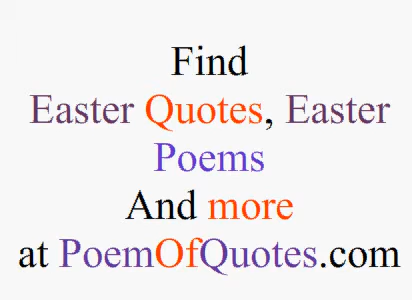 Find
Easter Quotes, Easter
Poems
And more
at PoemOfQuotes.com